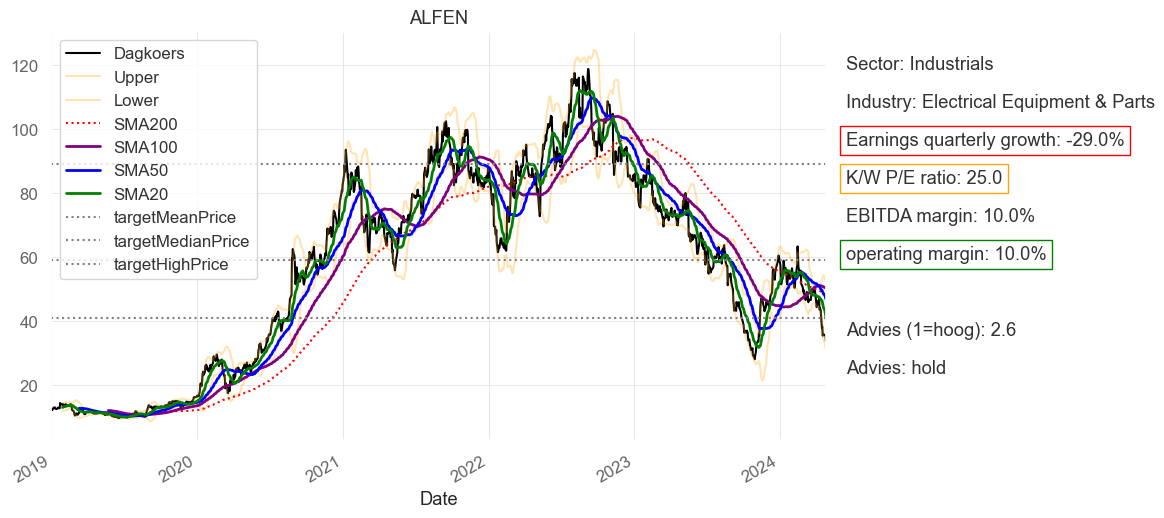 ALFEN
Dagkoers
Upper
Lower
SMA200
SMA100
SMA50
SMA20
targetMeanPrice
targetMedianPrice
targetHighPrice
120
100
80
60
40
20
2019
2020
2021
2022
2023
2024
Date
Sector: Industrials
Industry: Electrical Equipment & Parts
Earnings quarterly growth: -29.0%
K/W P/E ratio: 25.0
EBITDA margin: 10.0%
operating margin: 10.0%
Advies (1=hoog): 2.6
Advies: hold